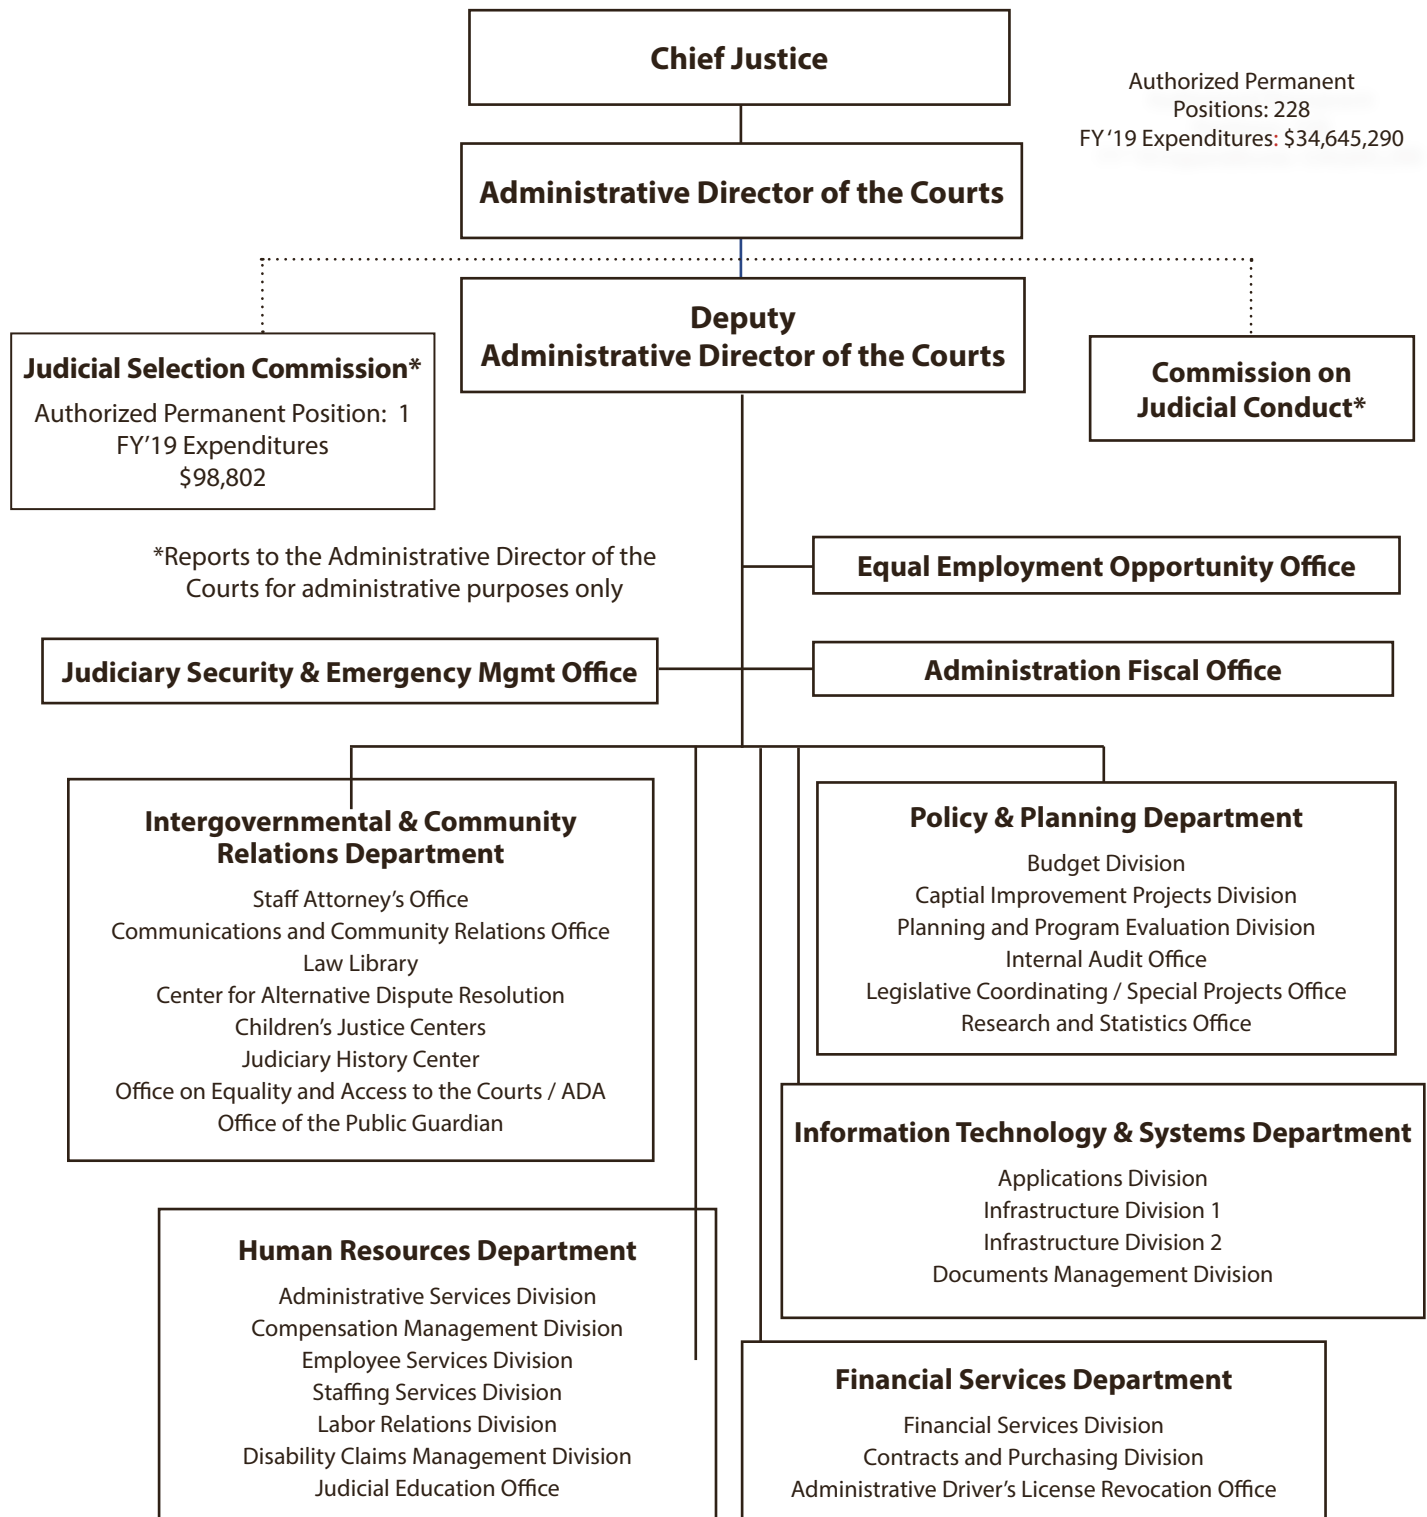 Chief Justice
Authorized Permanent
Positions: 228
FY ‘19 Expenditures: $34,645,290
Administrative Director of the Courts
Deputy
Administrative Director of the Courts
Judicial Selection Commission*
Authorized Permanent Position: 1
FY’19 Expenditures
$98,802
Commission on
Judicial Conduct*
*Reports to the Administrative Director of the
Courts for administrative purposes only
Equal Employment Opportunity Office
Judiciary Security & Emergency Mgmt Office
Administration Fiscal Office
Intergovernmental & Community
Relations Department
Staff Attorney’s Office
Communications and Community Relations Office
Law Library
Center for Alternative Dispute Resolution
Children’s Justice Centers
Judiciary History Center
Office on Equality and Access to the Courts / ADA
Office of the Public Guardian
Policy & Planning Department
Budget Division
Captial Improvement Projects Division
Planning and Program Evaluation Division
Internal Audit Office
Legislative Coordinating / Special Projects Office
Research and Statistics Office
Information Technology & Systems Department
Applications Division
Infrastructure Division 1
Infrastructure Division 2
Documents Management Division
Human Resources Department
Administrative Services Division
Compensation Management Division
Employee Services Division
Staffing Services Division
Labor Relations Division
Disability Claims Management Division
Judicial Education Office
Financial Services Department
Financial Services Division
Contracts and Purchasing Division
Administrative Driver’s License Revocation Office